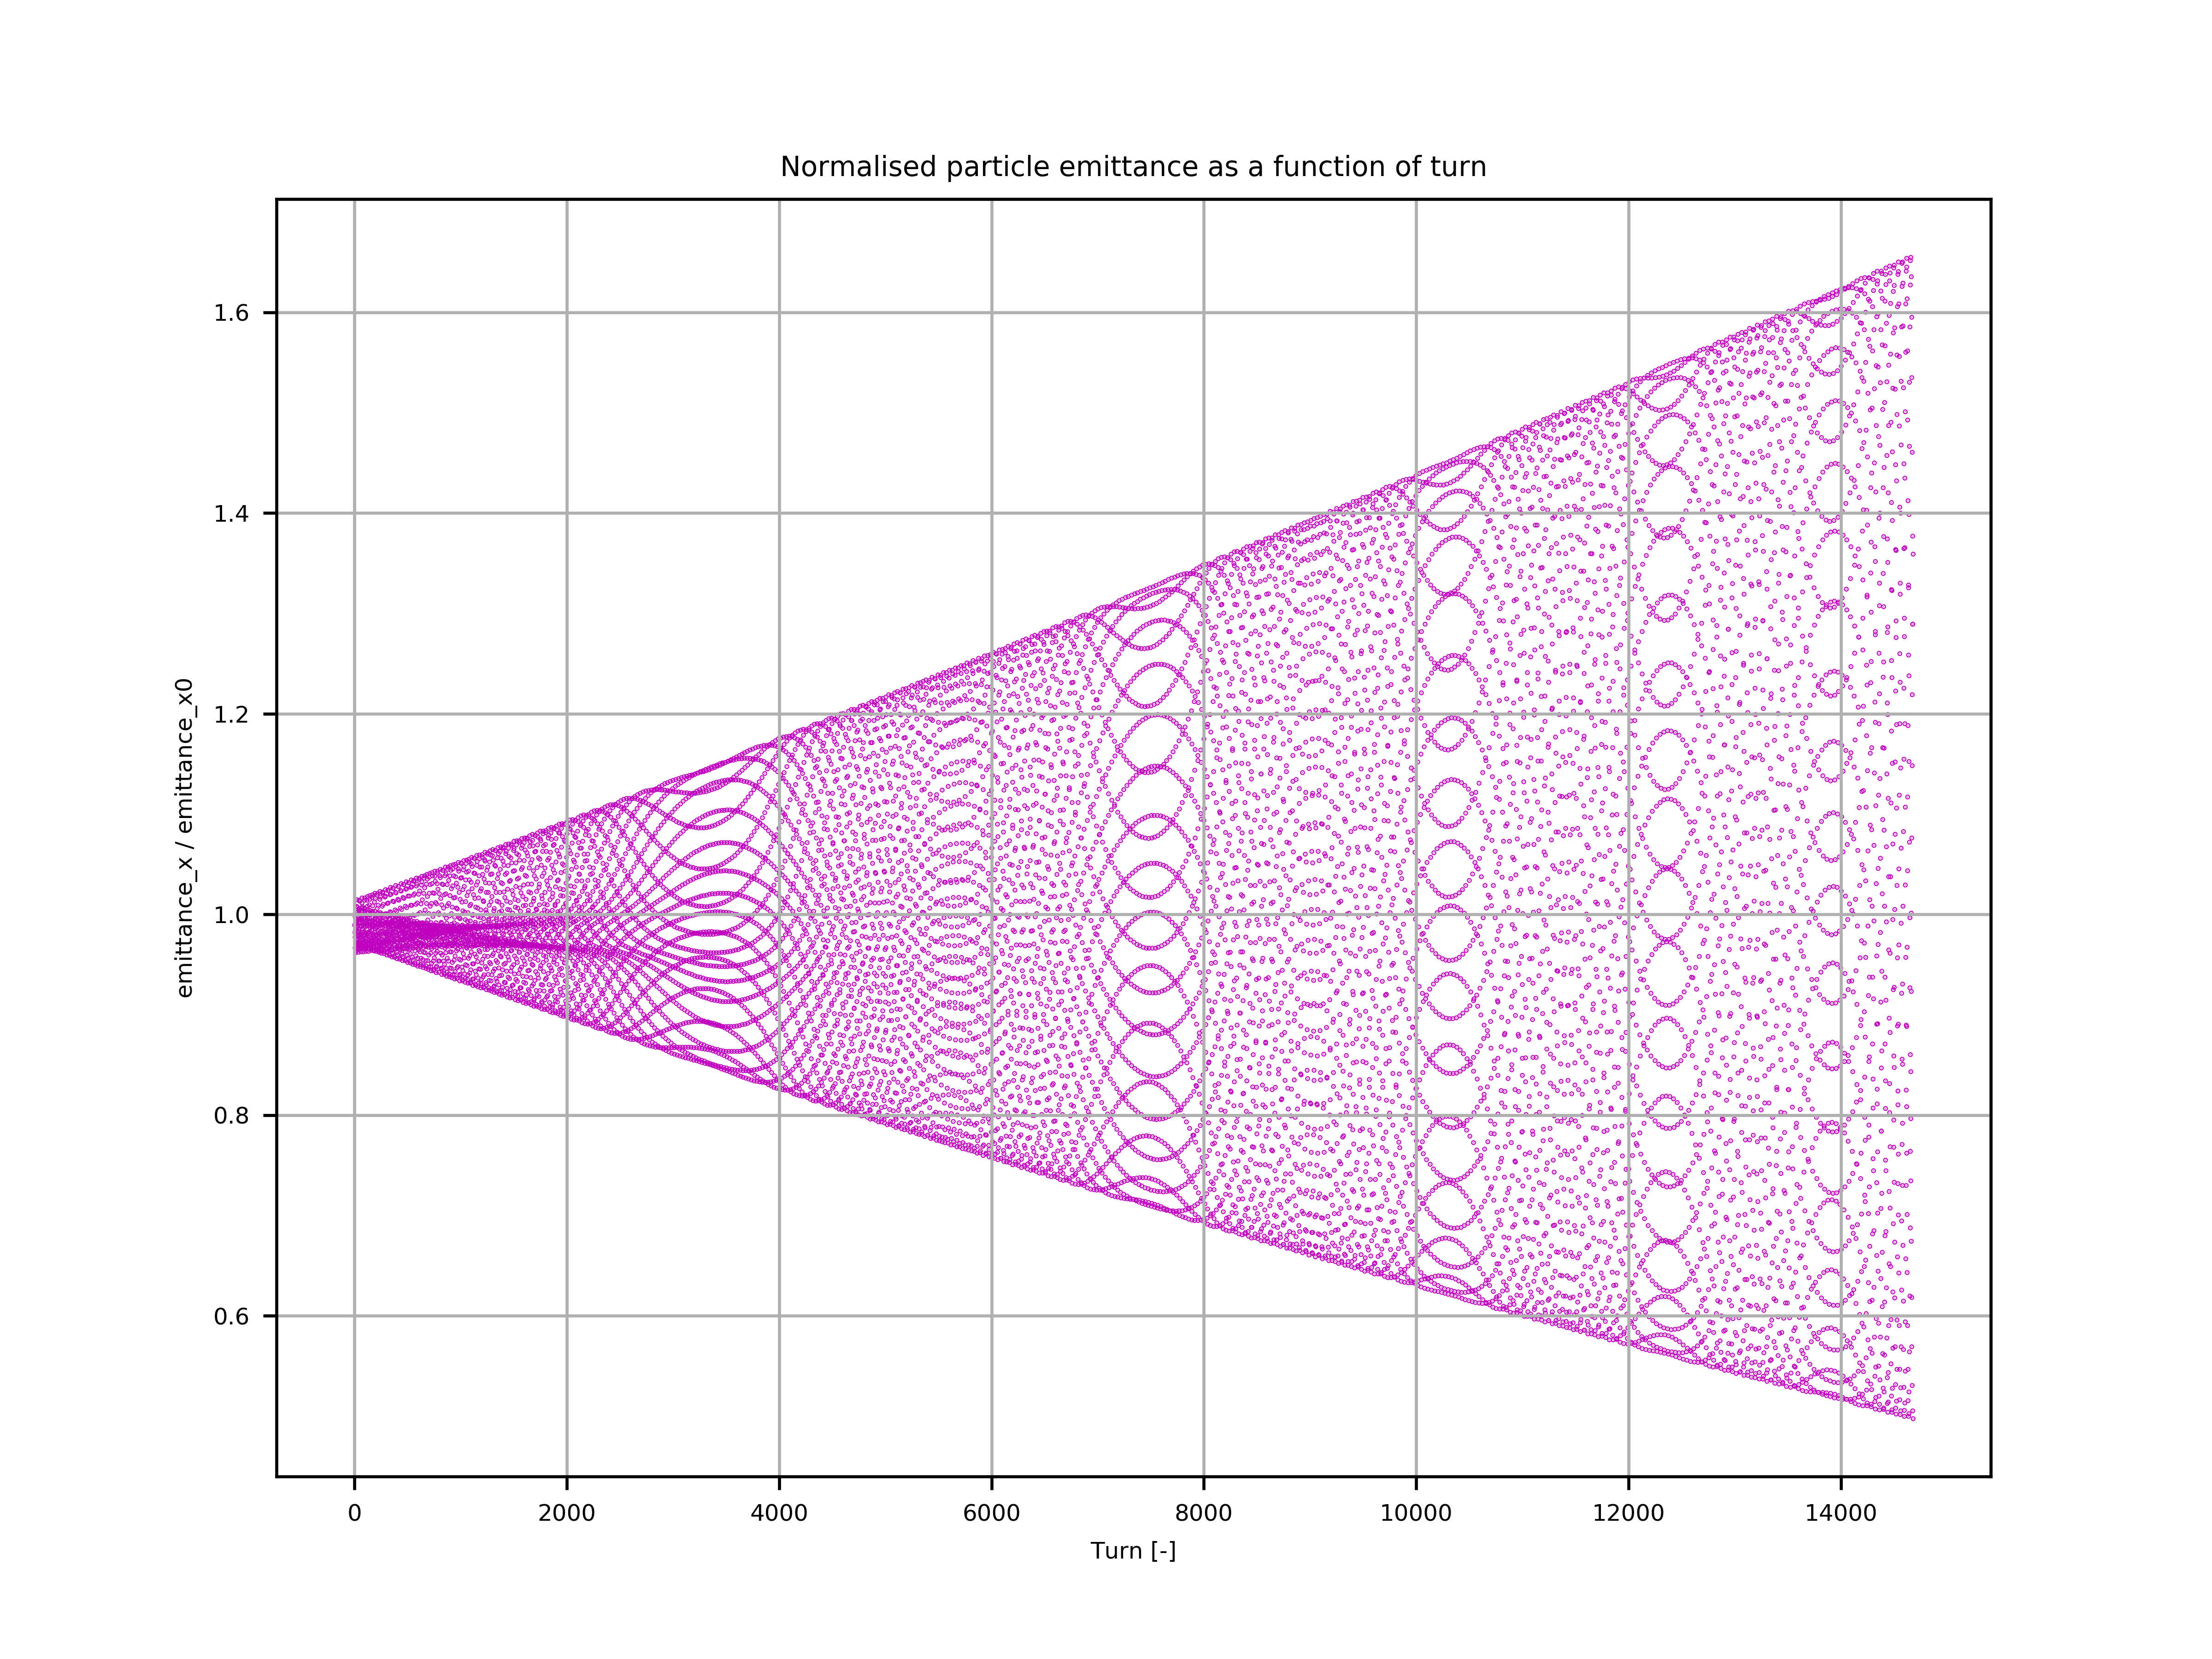 Normalised particle emittance as a function of turn
1.6
1.4
1.2
1.0
0.8
0.6
emittance_x / emittance_x0
0 2000 4000 6000 8000 10000 12000 14000
Turn [-]